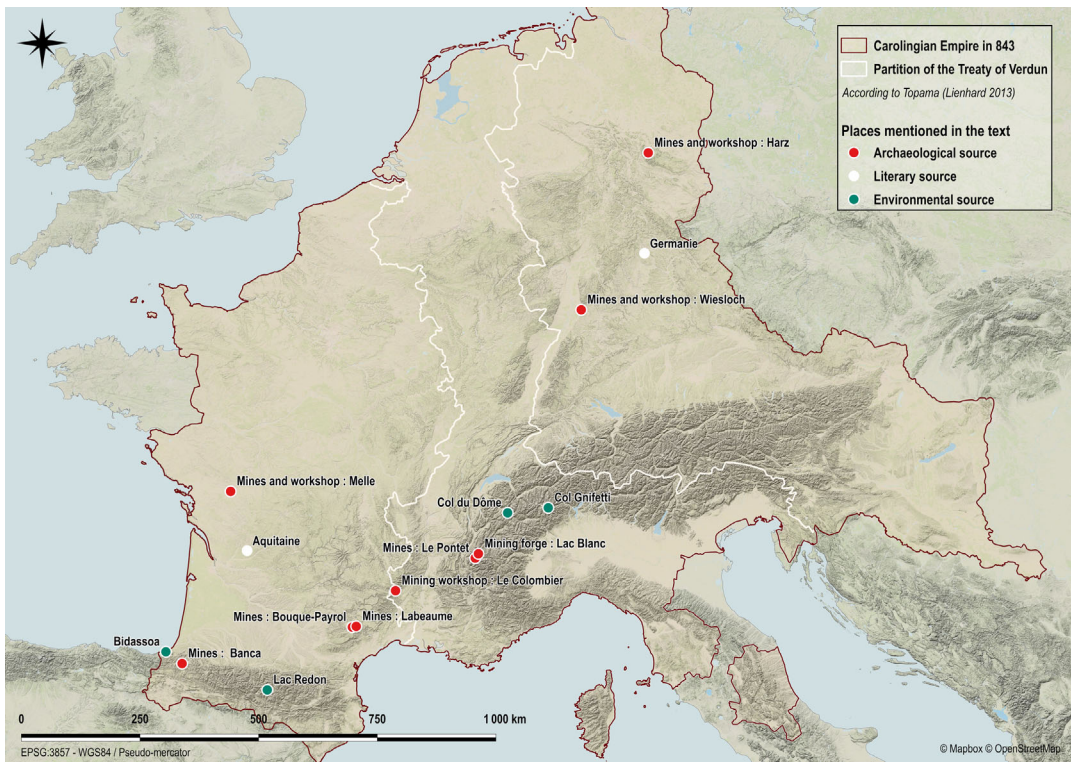 Carolingian Empire in 843
Partition of the Treaty of Verdun
According to Topama (Lienhard 2013)
Places mentioned in the text
Archaeological source
Literary source
Environmental source
Mines and workshop : Harz
Germanie
Mines and workshop : Wiesloch
Mines and workshop : Melle
Col du Dôme
Col Gnifetti
Aquitaine
Mines : Le Pontet
Mining forge : Lac Blanc
Mining workshop : Le Colombier
Mines : Bouque-Payrol
Mines : Labeaume
Bidassoa
Mines : Banca
Lac Redon
0 250 500 750 1 000 km
EPSG:3857 - WGS84 / Pseudo-mercator
© Mapbox © OpenStreetMap